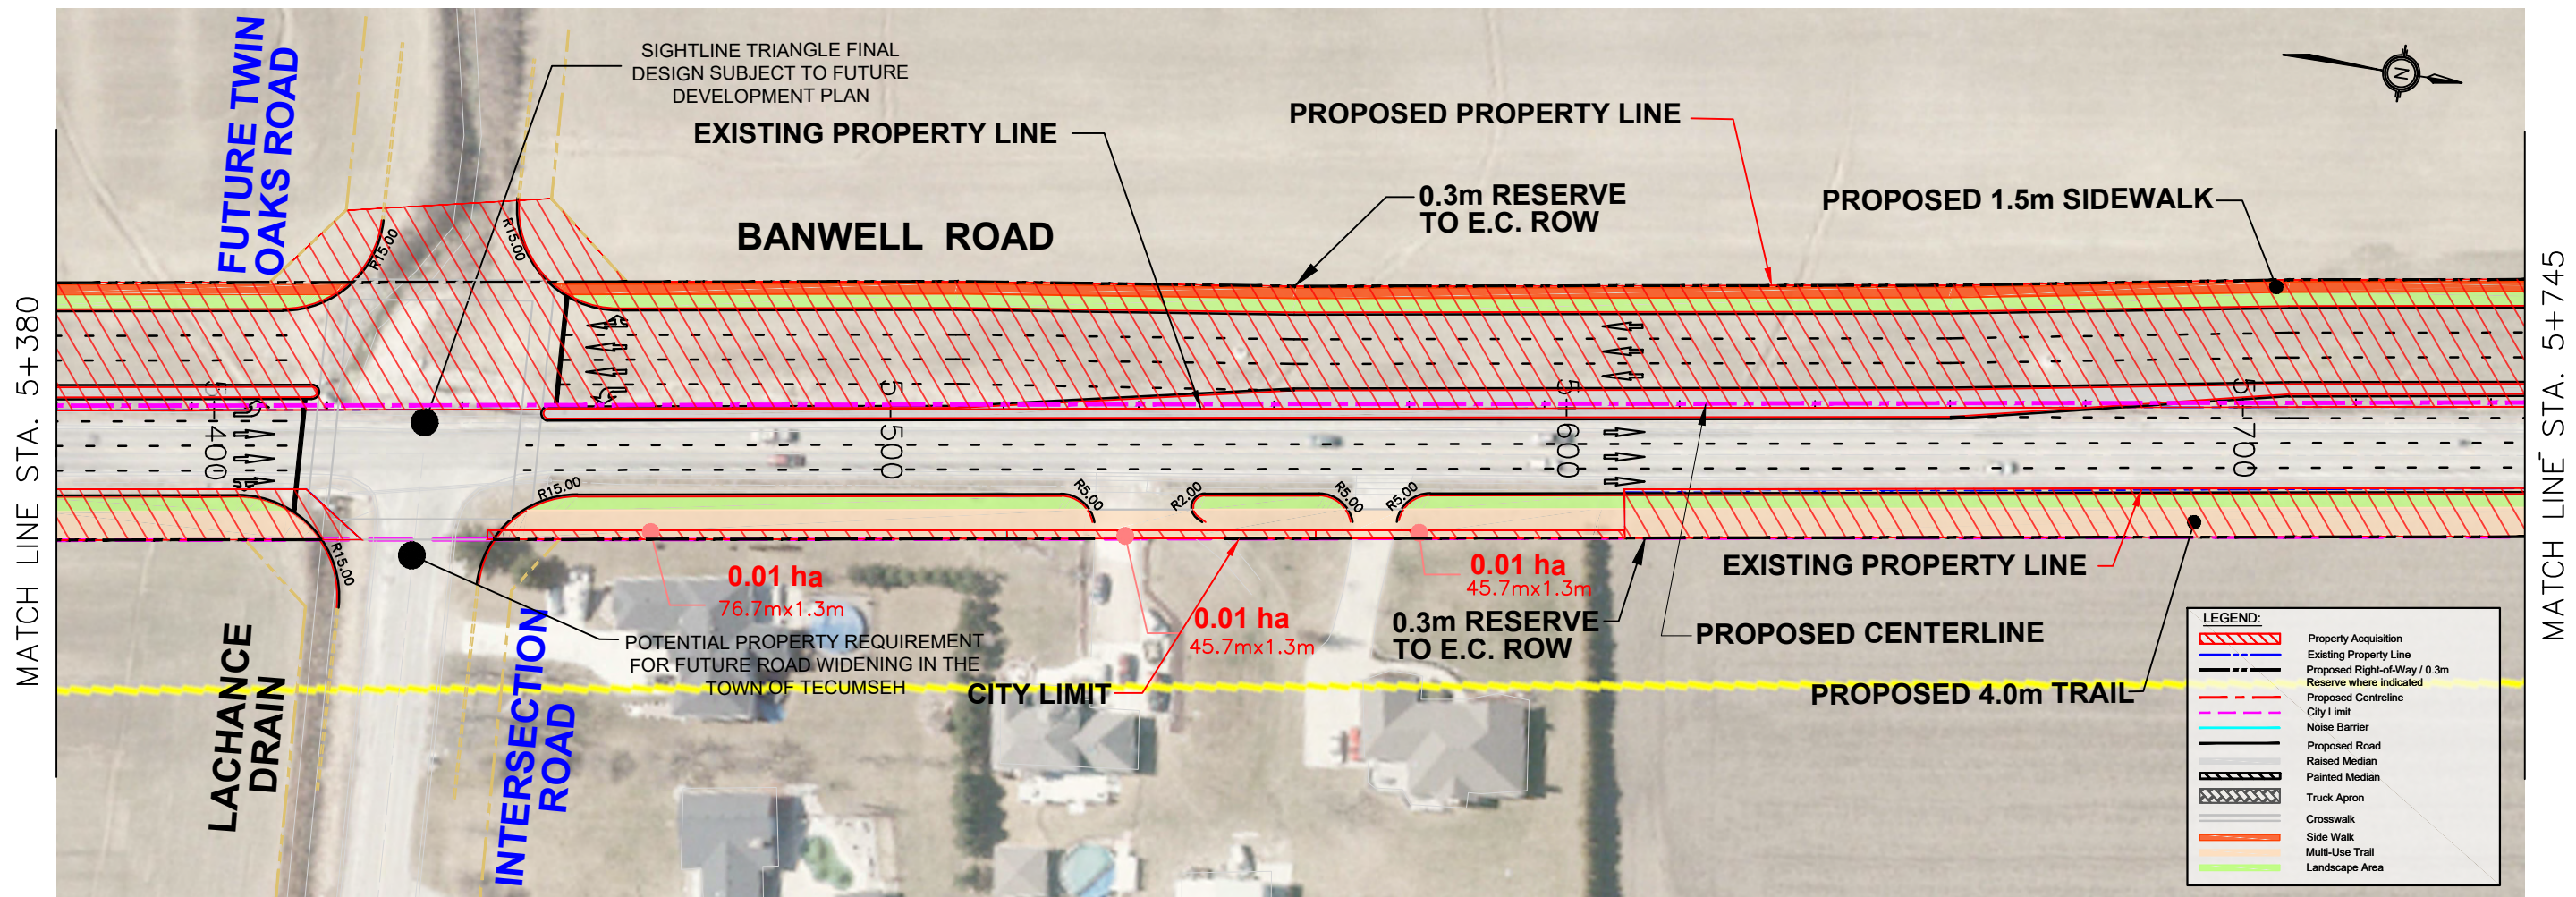 FUTURE TWIN
OAKS ROAD
SIGHTLINE TRIANGLE FINAL
DESIGN SUBJECT TO FUTURE
DEVELOPMENT PLAN
EXISTING PROPERTY LINE
PROPOSED PROPERTY LINE
N
0.3m RESERVE
TO E.C. ROW
PROPOSED 1.5m SIDEWALK
BANWELL ROAD
R15.00
R15.00
MATCH LINE STA. 5+380
MATCH LINE STA. 5+745
5+400
5+500
5+600
5+700
R15.00
R5.00
R2.00
R5.00
R5.00
R15.00
0.01 ha
76.7mx1.3m
0.01 ha
45.7mx1.3m
0.01 ha
45.7mx1.3m
0.3m RESERVE
TO E.C. ROW
EXISTING PROPERTY LINE
PROPOSED CENTERLINE
PROPOSED 4.0m TRAIL
POTENTIAL PROPERTY REQUIREMENT
FOR FUTURE ROAD WIDENING IN THE
TOWN OF TECUMSEH
CITY LIMIT
LACHANCE
DRAIN
INTERSECTION
ROAD
LEGEND:
Property Acquisition
Existing Property Line
Proposed Right-of-Way / 0.3m
Reserve where indicated
Proposed Centreline
City Limit
Noise Barrier
Proposed Road
Raised Median
Painted Median
Truck Apron
Crosswalk
Side Walk
Multi-Use Trail
Landscape Area